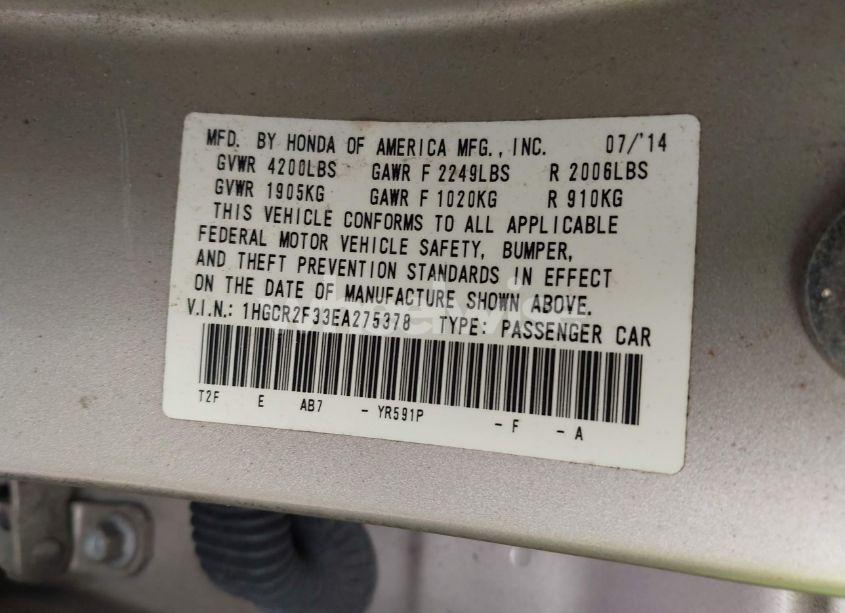 MFD. BY HONDA OF AMERICA MFG., INC. 07/'14
GVWR 4200LBS GAWR F 2249LBS R 2006LBS
GVWR 1905KG GAWR F 1020KG R 910KG
THIS VEHICLE CONFORMS TO ALL APPLICABLE
FEDERAL MOTOR VEHICLE SAFETY, BUMPER,
AND THEFT PREVENTION STANDARDS IN EFFECT
ON THE DATE OF MANUFACTURE SHOWN ABOVE.
V.I.N.: 1HGCR2F33EA275378 TYPE: PASSENGER CAR
T2F E AB7 - YR591P - F - A